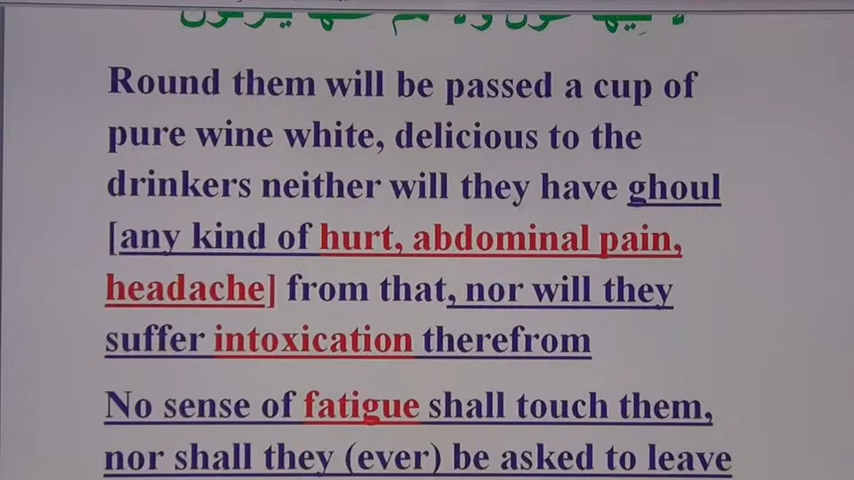 Round them will be passed a cup of
pure wine white, delicious to the
drinkers neither will they have ghoul
[any kind of hurt, abdominal pain,
headache] from that, nor will they
suffer intoxication therefrom
No sense of fatigue shall touch them,
nor shall they (ever) be asked to leave